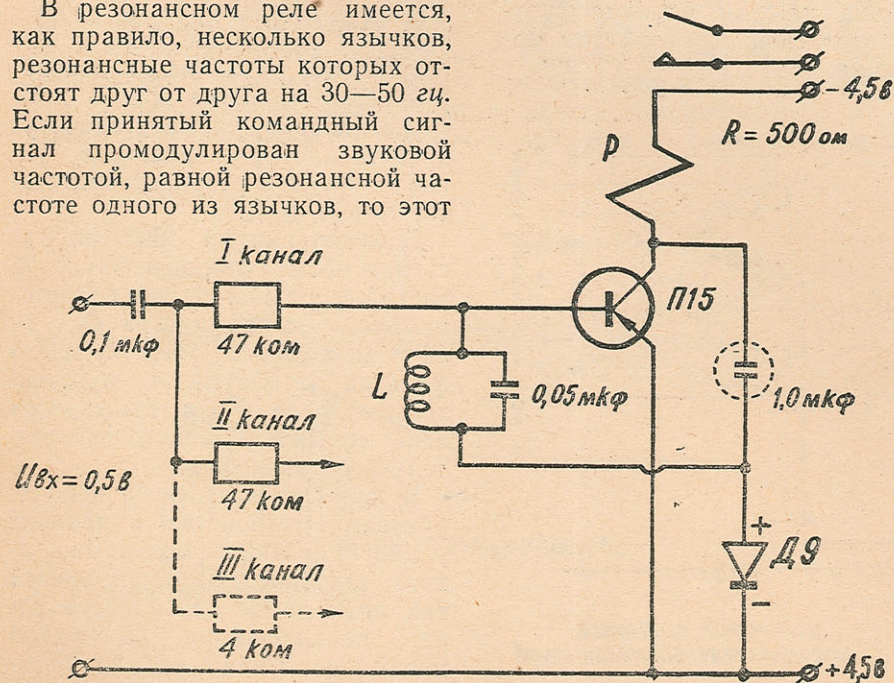 В резонансном реле имеется,
как правило, несколько язычков,
резонансные частоты которых от-
стоят друг от друга на 30—50 гц.
Если принятый командный сиг-
нал промодулирован звуковой
частотой, равной резонансной ча-
стоте одного из язычков, то этот
-4,5в
R = 500 ом
Р
I канал
0,1 мкф
47 ком
П15
L
0,05мкф
1,0мкф
II канал
Uвх=0,5в
47 ком
+
Д9
III канал
-
4 ком
+4,5в